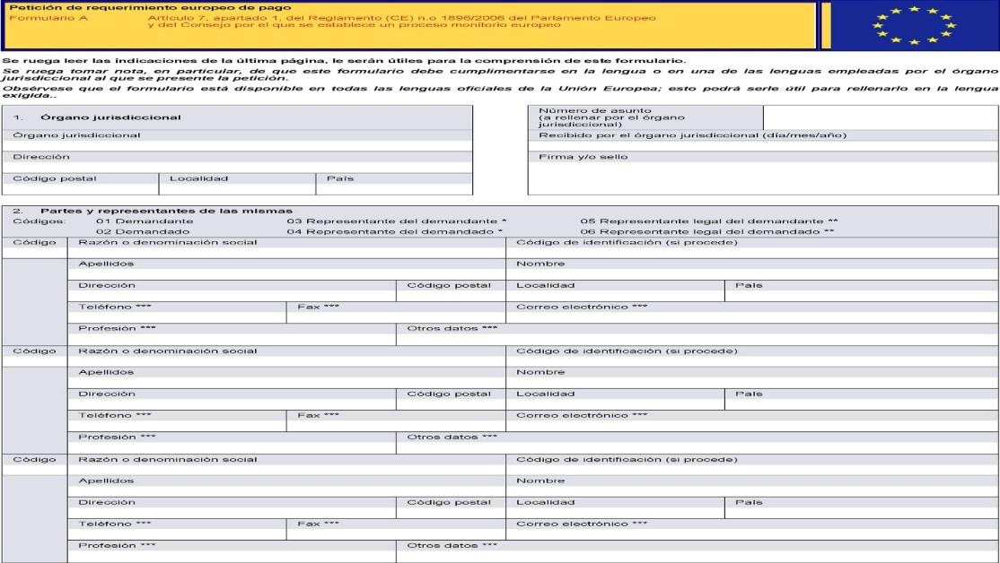 Petición de requerimiento europeo de pago
Formulario A Artículo 7, apartado 1, del Reglamento (CE) n.o 1896/2006 del Parlamento Europeo
y del Consejo por el que se establece un proceso monitorio europeo
Se ruega leer las indicaciones de la última página, le serán útiles para la comprensión de este formulario.
Se ruega tomar nota, en particular, de que este formulario debe cumplimentarse en la lengua o en una de las lenguas empleadas por el órgano
jurisdiccional al que se presente la petición.
Obsérvese que el formulario está disponible en todas las lenguas oficiales de la Unión Europea; esto podrá serle útil para rellenarlo en la lengua
exigida..
1. Órgano jurisdiccional
Órgano jurisdiccional
Dirección
Código postal Localidad País
Número de asunto
(a rellenar por el órgano
jurisdiccional)
Recibido por el órgano jurisdiccional (día/mes/año)
Firma y/o sello
2. Partes y representantes de las mismas
Códigos: 01 Demandante 03 Representante del demandante * 05 Representante legal del demandante **
02 Demandado 04 Representante del demandado * 06 Representante legal del demandado **
Código Razón o denominación social Código de identificación (si procede)
Apellidos Nombre
Dirección Código postal Localidad País
Teléfono *** Fax *** Correo electrónico ***
Profesión *** Otros datos ***
Código Razón o denominación social Código de identificación (si procede)
Apellidos Nombre
Dirección Código postal Localidad País
Teléfono *** Fax *** Correo electrónico ***
Profesión *** Otros datos ***
Código Razón o denominación social Código de identificación (si procede)
Apellidos Nombre
Dirección Código postal Localidad País
Teléfono *** Fax *** Correo electrónico ***
Profesión *** Otros datos ***